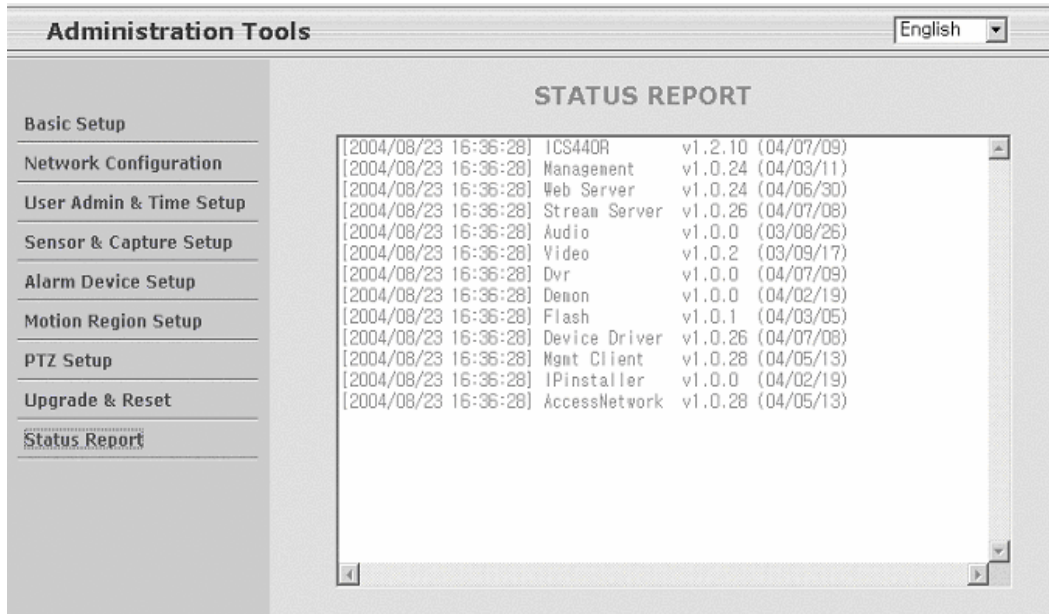 Administration Tools
English
Basic Setup
Network Configuration
User Admin & Time Setup
Sensor & Capture Setup
Alarm Device Setup
Motion Region Setup
PTZ Setup
Upgrade & Reset
Status Report
STATUS REPORT
[2004/08/23 16:36:28] ICS440R v1.2.10 (04/07/09)
[2004/08/23 16:36:28] Management v1.0.24 (04/03/11)
[2004/08/23 16:36:28] Web Server v1.0.24 (04/06/30)
[2004/08/23 16:36:28] Stream Server v1.0.26 (04/07/08)
[2004/08/23 16:36:28] Audio v1.0.0 (03/08/26)
[2004/08/23 16:36:28] Video v1.0.2 (03/09/17)
[2004/08/23 16:36:28] Dvr v1.0.0 (04/07/09)
[2004/08/23 16:36:28] Demon v1.0.0 (04/02/19)
[2004/08/23 16:36:28] Flash v1.0.1 (04/03/05)
[2004/08/23 16:36:28] Device Driver v1.0.26 (04/07/08)
[2004/08/23 16:36:28] Mgmt Client v1.0.28 (04/05/13)
[2004/08/23 16:36:28] IPinstaller v1.0.0 (04/02/19)
[2004/08/23 16:36:28] AccessNetwork v1.0.28 (04/05/13)